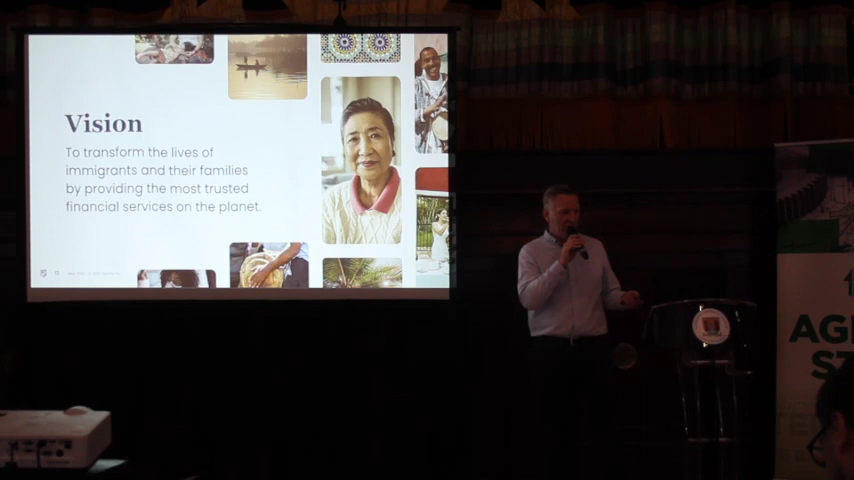 Vision
To transform the lives of
immigrants and their families
by providing the most trusted
financial services on the planet.